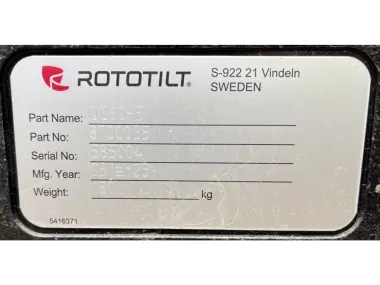 ROTOTILT®
S-922 21 Vindeln
SWEDEN
Part Name:
Part No:
Serial No:
Mfg. Year:
Weight: kg
5416371